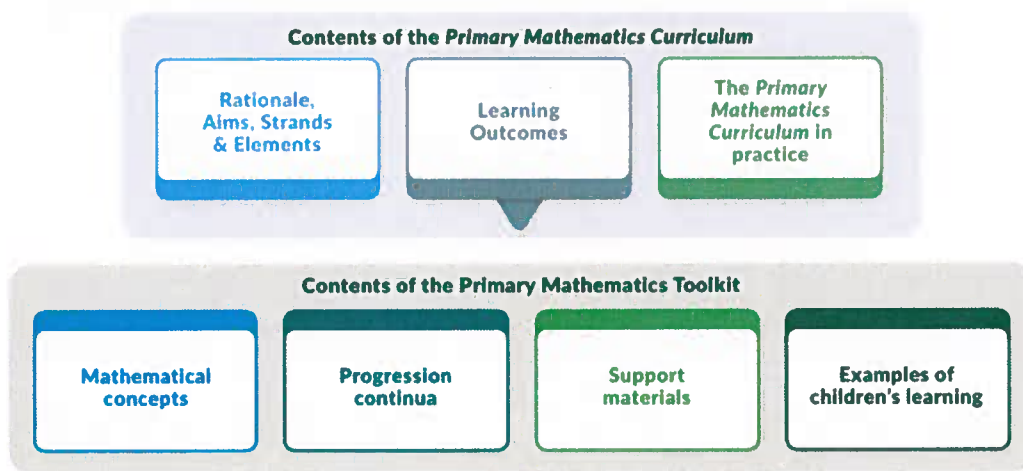 Contents of the Primary Mathematics Curriculum
Rationale,
Aims, Strands
& Elements
Learning
Outcomes
The Primary
Mathematics
Curriculum in
practice
Contents of the Primary Mathematics Toolkit
Mathematical
concepts
Progression
continua
Support
materials
Examples of
children's learning